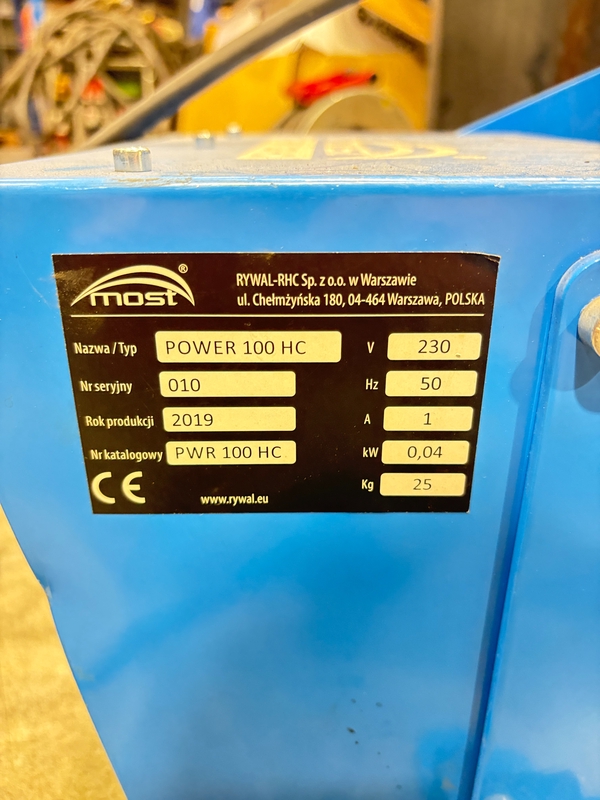 most®
RYWAL-RHC Sp. z o.o. w Warszawie
ul. Chełmżyńska 180, 04-464 Warszawa, POLSKA
Nazwa / Typ POWER 100 HC V 230
Nr seryjny 010 Hz 50
Rok produkcji 2019 A 1
Nr katalogowy PWR 100 HC kW 0,04
CE www.rywal.eu Kg 25